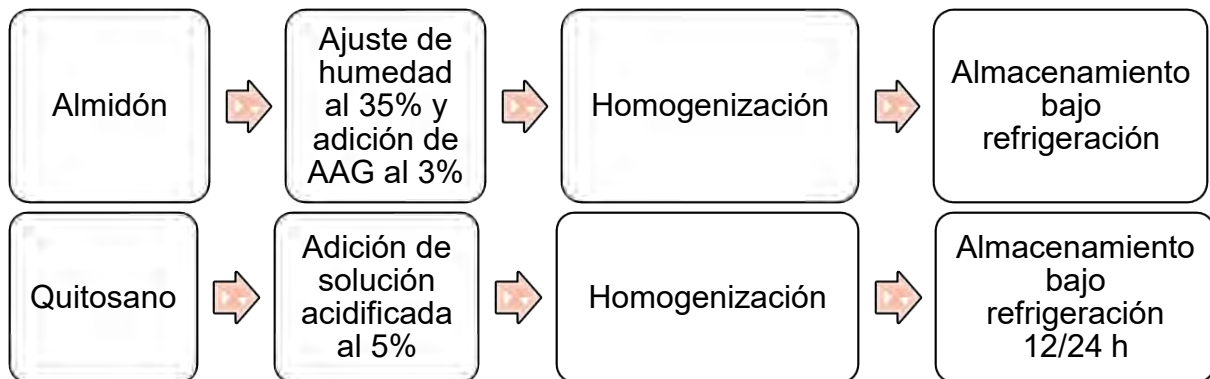 Almidón
Ajuste de
humedad
al 35% y
adición de
AAG al 3%
Homogenización
Almacenamiento
bajo
refrigeración
Quitosano
Adición de
solución
acidificada
al 5%
Homogenización
Almacenamiento
bajo
refrigeración
12/24 h